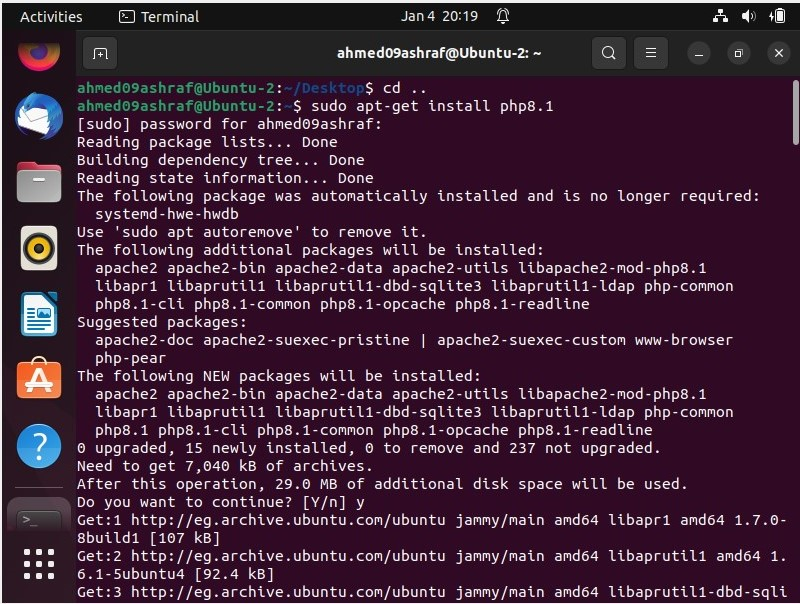 Activities Terminal Jan 4 20:19
ahmed09ashraf@Ubuntu-2: ~
ahmed09ashraf@Ubuntu-2:~/Desktop$ cd ..
ahmed09ashraf@Ubuntu-2:~$ sudo apt-get install php8.1
[sudo] password for ahmed09ashraf:
Reading package lists... Done
Building dependency tree... Done
Reading state information... Done
The following package was automatically installed and is no longer required:
  systemd-hwe-hwdb
Use 'sudo apt autoremove' to remove it.
The following additional packages will be installed:
  apache2 apache2-bin apache2-data apache2-utils libapache2-mod-php8.1
  libapr1 libaprutil1 libaprutil1-dbd-sqlite3 libaprutil1-ldap php-common
  php8.1-cli php8.1-common php8.1-opcache php8.1-readline
Suggested packages:
  apache2-doc apache2-suexec-pristine | apache2-suexec-custom www-browser
  php-pear
The following NEW packages will be installed:
  apache2 apache2-bin apache2-data apache2-utils libapache2-mod-php8.1
  libapr1 libaprutil1 libaprutil1-dbd-sqlite3 libaprutil1-ldap php-common
  php8.1 php8.1-cli php8.1-common php8.1-opcache php8.1-readline
0 upgraded, 15 newly installed, 0 to remove and 237 not upgraded.
Need to get 7,040 kB of archives.
After this operation, 29.0 MB of additional disk space will be used.
Do you want to continue? [Y/n] y
Get:1 http://eg.archive.ubuntu.com/ubuntu jammy/main amd64 libapr1 amd64 1.7.0-
8build1 [107 kB]
Get:2 http://eg.archive.ubuntu.com/ubuntu jammy/main amd64 libaprutil1 amd64 1.
6.1-5ubuntu4 [92.4 kB]
Get:3 http://eg.archive.ubuntu.com/ubuntu jammy/main amd64 libaprutil1-dbd-sqli